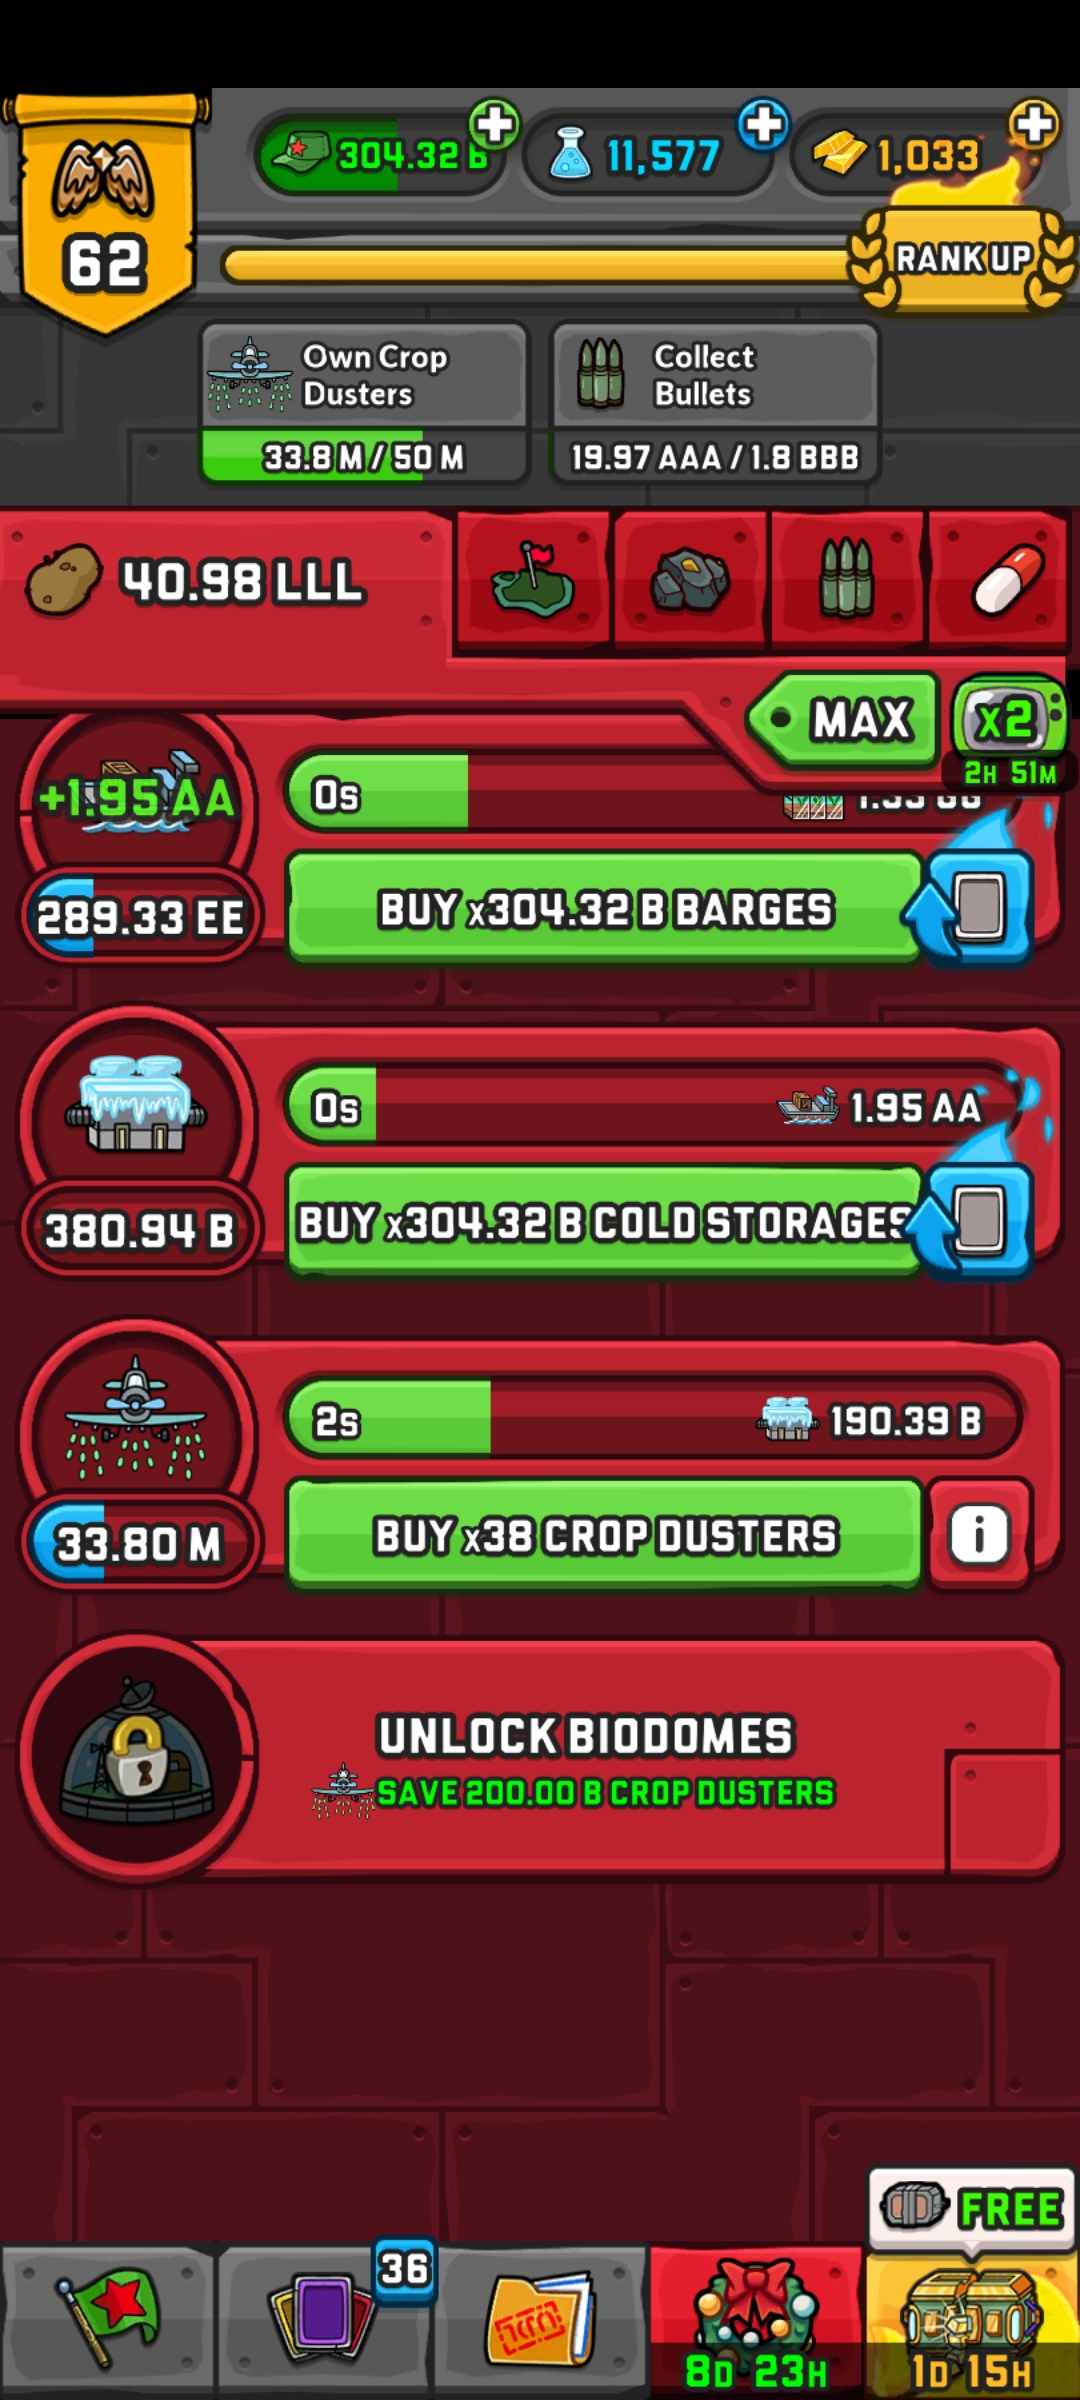 62
304.32 B
11,577
1,033
RANK UP
Own Crop
Dusters
33.8 M / 50 M
Collect
Bullets
19.97 AAA / 1.8 BBB
40.98 LLL
MAX
x2
2H 51M
+1.95 AA
0s
289.33 EE
BUY x304.32 B BARGES
0s
1.95 AA
380.94 B
BUY x304.32 B COLD STORAGES
2s
190.39 B
33.80 M
BUY x38 CROP DUSTERS
i
UNLOCK BIODOMES
SAVE 200.00 B CROP DUSTERS
FREE
36
8D 23H
1D 15H